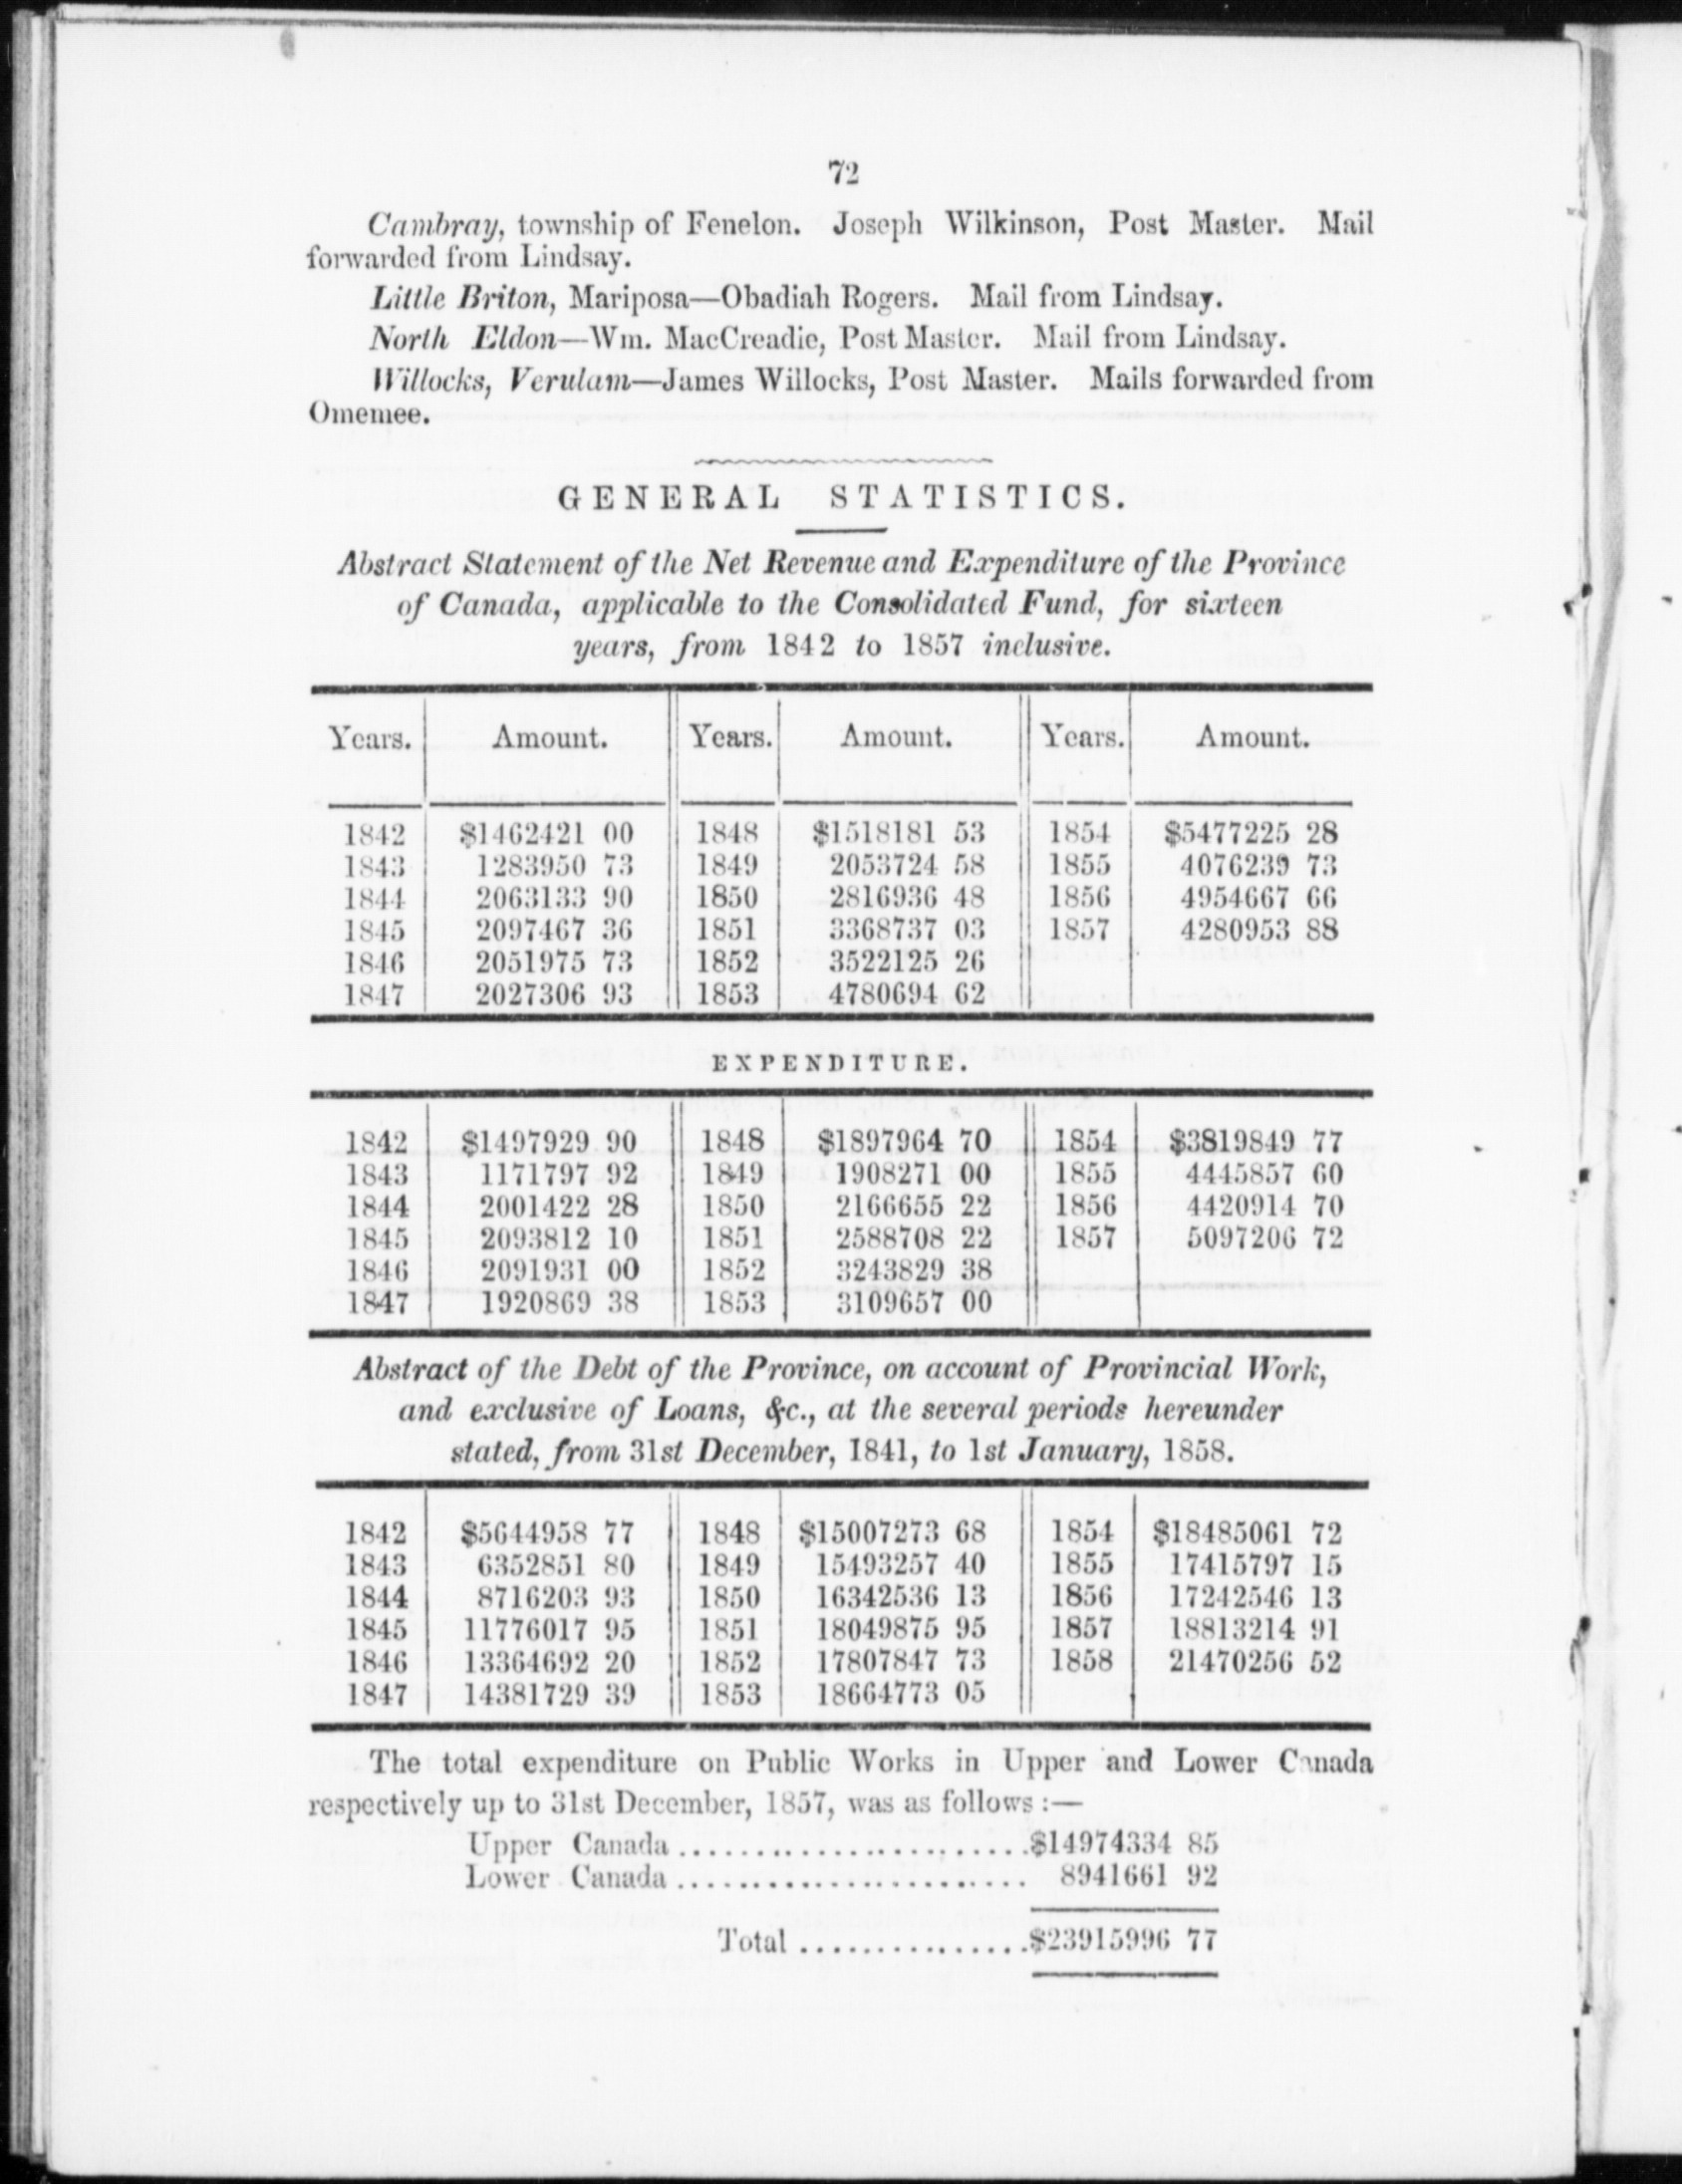 72
Cambray, township of Fenelon. Joseph Wilkinson, Post Master. Mail
forwarded from Lindsay.
Little Briton, Mariposa—Obadiah Rogers. Mail from Lindsay.
North Eldon—Wm. MacCreadie, Post Master. Mail from Lindsay.
Willocks, Verulam—James Willocks, Post Master. Mails forwarded from
Omemee.
GENERAL STATISTICS.
Abstract Statement of the Net Revenue and Expenditure of the Province
of Canada, applicable to the Consolidated Fund, for sixteen
years, from 1842 to 1857 inclusive.
Years. Amount. Years. Amount. Years. Amount.
1842 $1462421 00 1848 $1518181 53 1854 $5477225 28
1843 1283950 73 1849 2053724 58 1855 4076239 73
1844 2063133 90 1850 2816936 48 1856 4954667 66
1845 2097467 36 1851 3368737 03 1857 4280953 88
1846 2051975 73 1852 3522125 26
1847 2027306 93 1853 4780694 62
EXPENDITURE.
1842 $1497929 90 1848 $1897964 70 1854 $3819849 77
1843 1171797 92 1849 1908271 00 1855 4445857 60
1844 2001422 28 1850 2166655 22 1856 4420914 70
1845 2093812 10 1851 2588708 22 1857 5097206 72
1846 2091931 00 1852 3243829 38
1847 1920869 38 1853 3109657 00
Abstract of the Debt of the Province, on account of Provincial Work,
and exclusive of Loans, &c., at the several periods hereunder
stated, from 31st December, 1841, to 1st January, 1858.
1842 $5644958 77 1848 $15007273 68 1854 $18485061 72
1843 6352851 80 1849 15493257 40 1855 17415797 15
1844 8716203 93 1850 16342536 13 1856 17242546 13
1845 11776017 95 1851 18049875 95 1857 18813214 91
1846 13364692 20 1852 17807847 73 1858 21470256 52
1847 14381729 39 1853 18664773 05
The total expenditure on Public Works in Upper and Lower Canada
respectively up to 31st December, 1857, was as follows :—
Upper Canada........................$14974334 85
Lower Canada........................ 8941661 92
Total ................$23915996 77